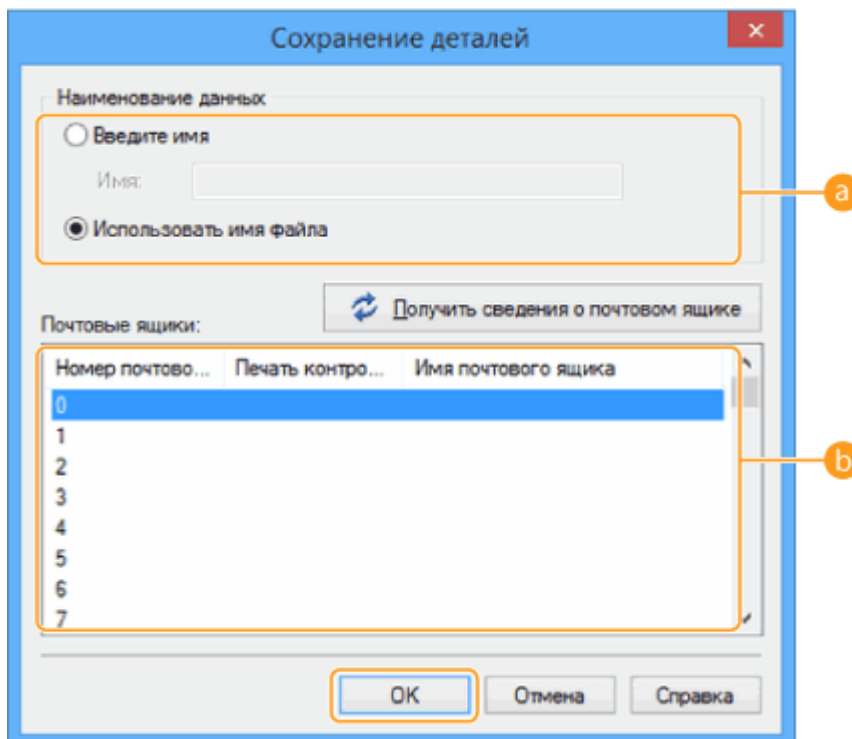 Сохранение деталей
Наименование данных
Введите имя
Имя:
Использовать имя файла
a
Получить сведения о почтовом ящике
Почтовые ящики:
Номер почтово... Печать контро... Имя почтового ящика
0
1
2
b
3
4
5
6
7
OK Отмена Справка